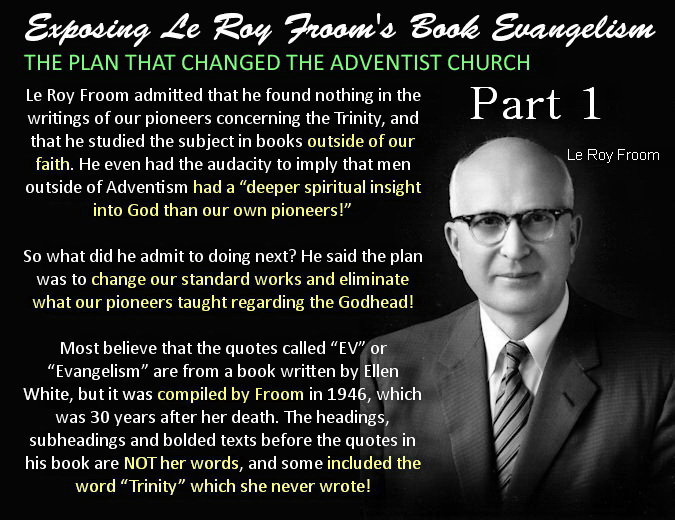 Exposing Le Roy Froom's Book Evangelism
THE PLAN THAT CHANGED THE ADVENTIST CHURCH
Part 1
Le Roy Froom
Le Roy Froom admitted that he found nothing in the
writings of our pioneers concerning the Trinity, and
that he studied the subject in books outside of our
faith. He even had the audacity to imply that men
outside of Adventism had a “deeper spiritual insight
into God than our own pioneers!”
So what did he admit to doing next? He said the plan
was to change our standard works and eliminate
what our pioneers taught regarding the Godhead!
Most believe that the quotes called “EV” or
“Evangelism” are from a book written by Ellen
White, but it was compiled by Froom in 1946, which
was 30 years after her death. The headings,
subheadings and bolded texts before the quotes in
his book are NOT her words, and some included the
word “Trinity” which she never wrote!